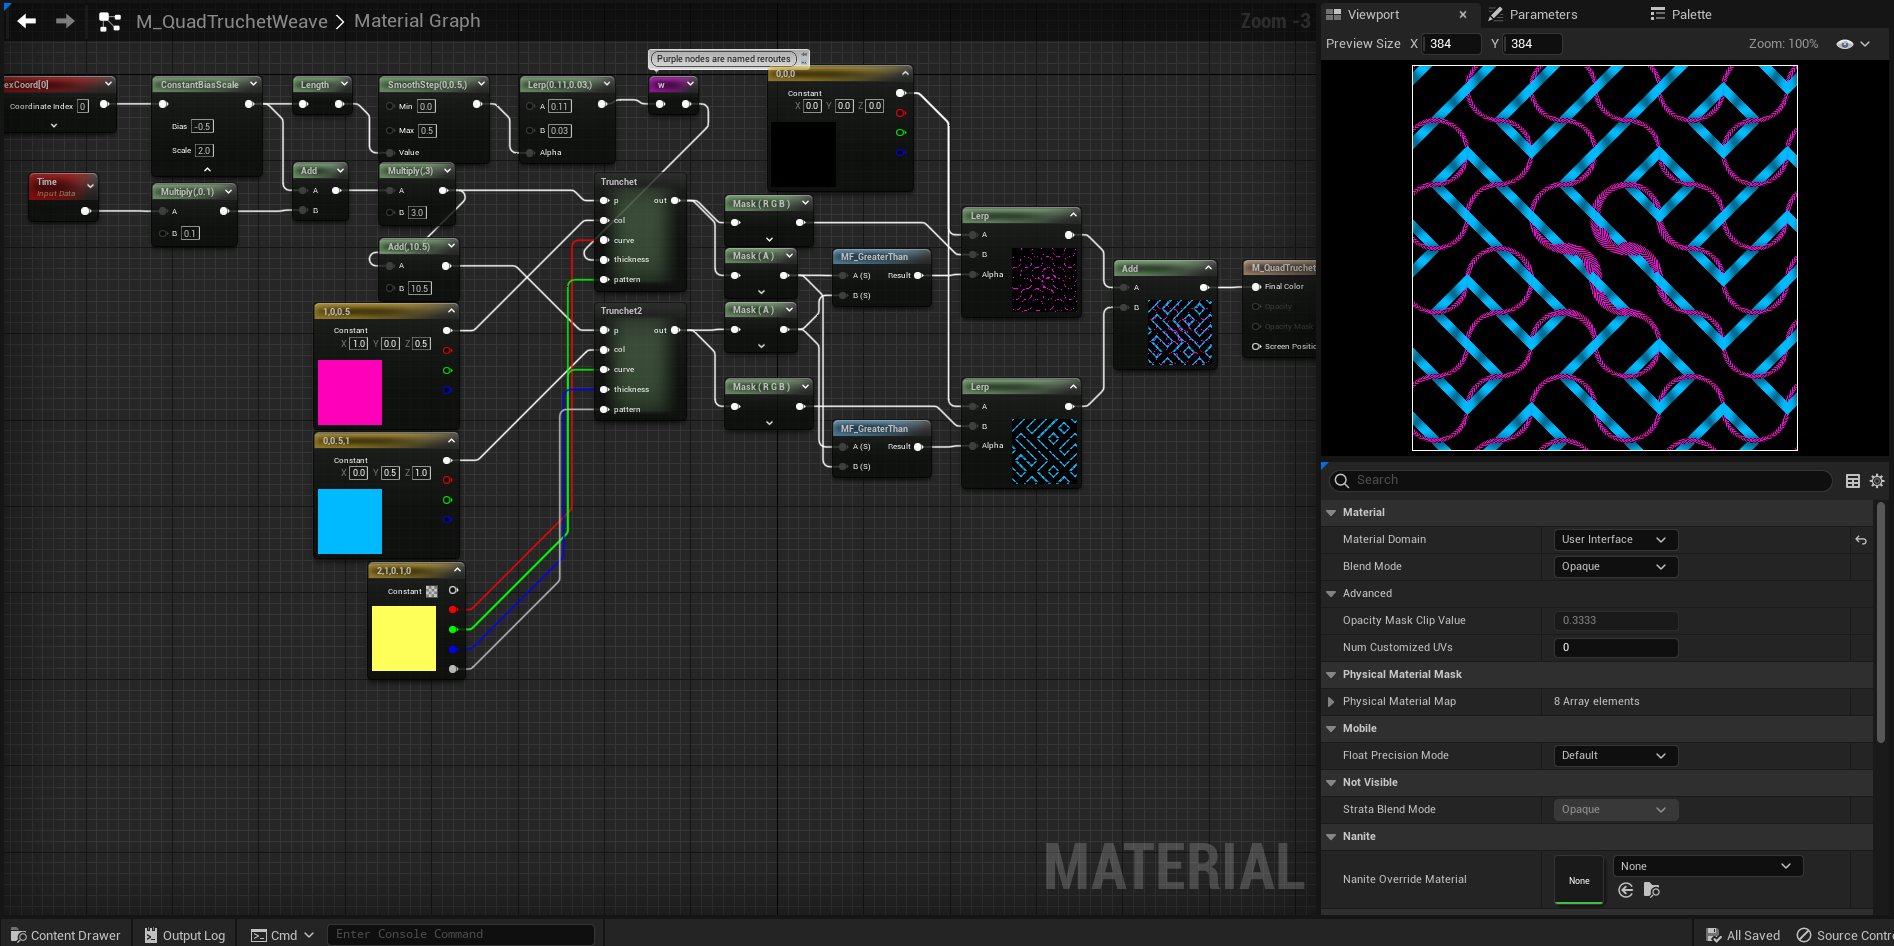 M_QuadTruchetWeave > Material Graph
Zoom -3
Purple nodes are named reroutes
exCoord[0]
Coordinate Index 0
ConstantBiasScale
Bias -0.5
Scale 2.0
Length
SmoothStep(0,0.5,)
Min 0.0
Max 0.5
Value
Lerp(0.11,0.03,)
A 0.11
B 0.03
Alpha
w
0,0,0
Constant
X 0.0 Y 0.0 Z 0.0
Time
Input Data
Multiply(,0.1)
A
B 0.1
Add
A
B
Multiply(,3)
A
B 3.0
Add(,10.5)
A
B 10.5
Trunchet
p out
col
curve
thickness
pattern
Trunchet2
p out
col
curve
thickness
pattern
Mask ( R G B )
Mask ( A )
Mask ( A )
Mask ( R G B )
MF_GreaterThan
A (S) Result
B (S)
MF_GreaterThan
A (S) Result
B (S)
Lerp
A
B
Alpha
Lerp
A
B
Alpha
Add
A
B
M_QuadTruchet
Final Color
Opacity
Opacity Mask
Screen Positic
1,0,0.5
Constant
X 1.0 Y 0.0 Z 0.5
0,0.5,1
Constant
X 0.0 Y 0.5 Z 1.0
2,1,0.1,0
Constant
MATERIAL
Viewport
Parameters
Palette
Preview Size X 384 Y 384
Zoom: 100%
Search
Material
Material Domain User Interface
Blend Mode Opaque
Advanced
Opacity Mask Clip Value 0.3333
Num Customized UVs 0
Physical Material Mask
Physical Material Map 8 Array elements
Mobile
Float Precision Mode Default
Not Visible
Strata Blend Mode Opaque
Nanite
Nanite Override Material None None
Content Drawer
Output Log
Cmd
Enter Console Command
All Saved
Source Contr